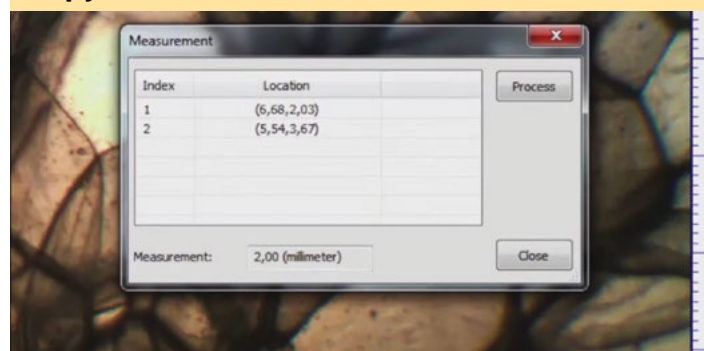 Measurement
Index Location
Process
1 (6,68,2,03)
2 (5,54,3,67)
Measurement: 2,00 (millimeter)
Close